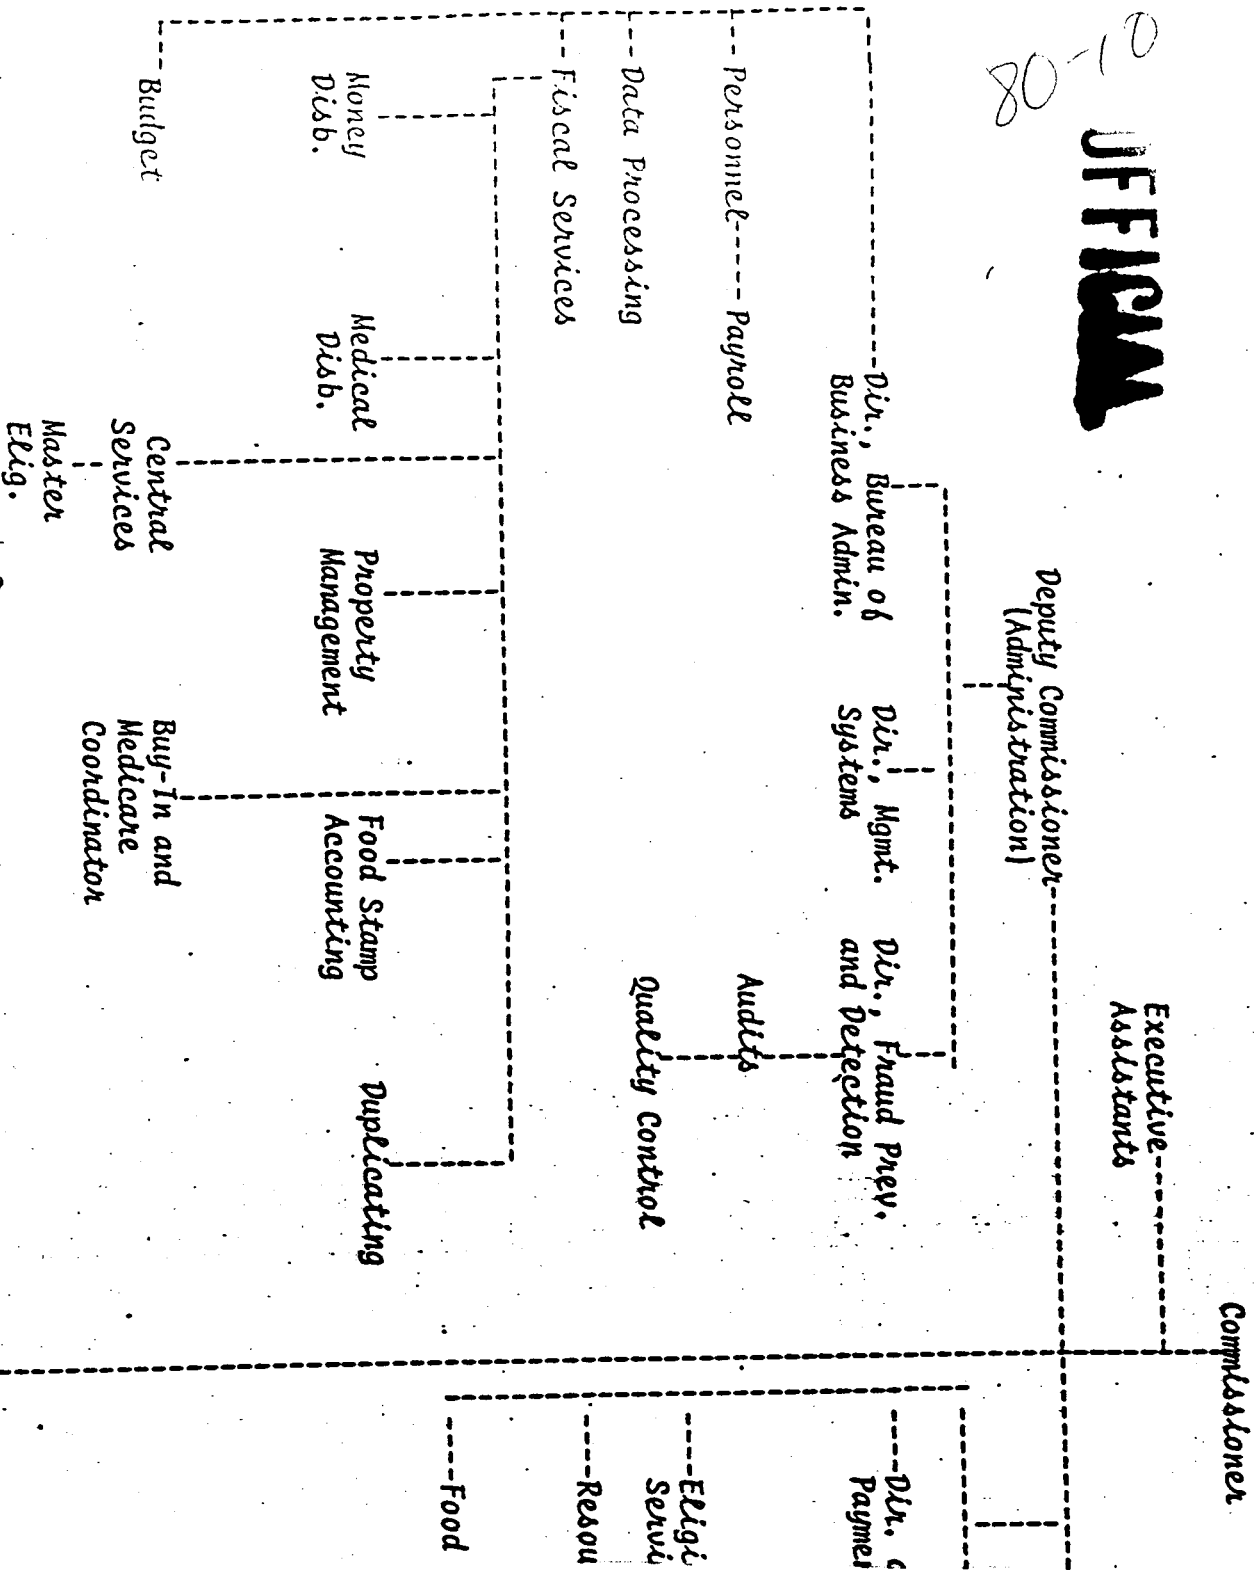 80-10
Commissioner
Executive
Assistants
Deputy Commissioner
(Administration)
Dir., Bureau of
Business Admin.
Dir., Mgmt.
Systems
Dir., Fraud Prev.
and Detection
Personnel
Payroll
Audits
Data Processing
Quality Control
Fiscal Services
Money
Disb.
Medical
Disb.
Property
Management
Food Stamp
Accounting
Duplicating
Budget
Central
Services
Buy-In and
Medicare
Coordinator
Master
Elig.
Dir.
Food